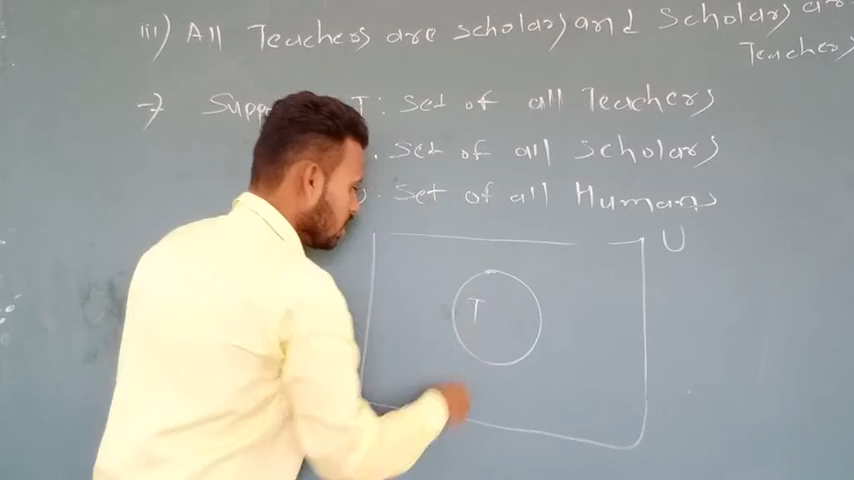 iii) All Teachers are scholars and scholars are
Teachers
→ Suppose T : Set of all Teachers
: Set of all scholars
U : Set of all Humans
U
T